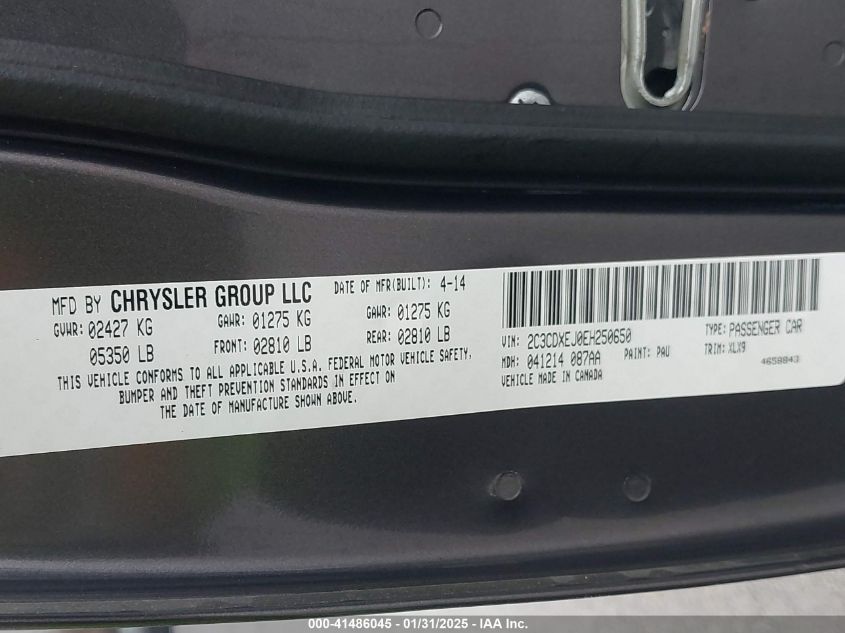 MFD BY CHRYSLER GROUP LLC DATE OF MFR(BUILT): 4-14
GVWR: 02427 KG GAWR: 01275 KG GAWR: 01275 KG
05350 LB FRONT: 02810 LB REAR: 02810 LB
THIS VEHICLE CONFORMS TO ALL APPLICABLE U.S.A. FEDERAL MOTOR VEHICLE SAFETY,
BUMPER AND THEFT PREVENTION STANDARDS IN EFFECT ON
THE DATE OF MANUFACTURE SHOWN ABOVE.
VIN: 2C3CDXEJ0EH250650 TYPE: PASSENGER CAR
MDH: 041214 087AA PAINT: PAU TRIM: XLX9
VEHICLE MADE IN CANADA 4658843
000-41486045 - 01/31/2025 - IAA Inc.